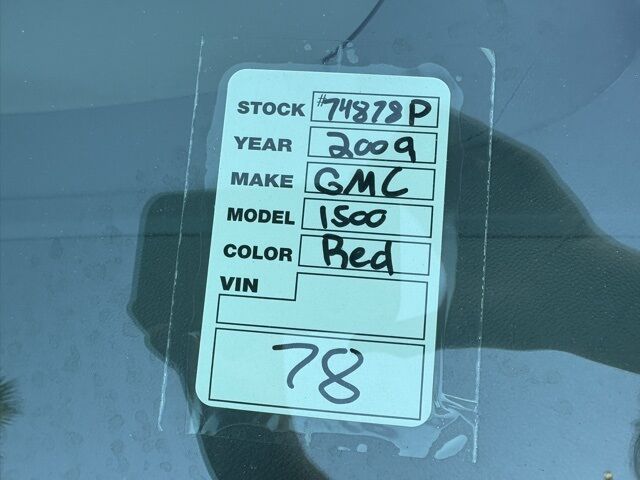 STOCK #74878P
YEAR 2009
MAKE GMC
MODEL 1500
COLOR Red
VIN
78